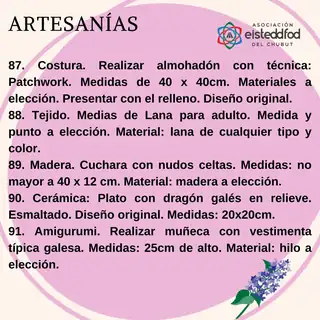 ARTESANÍAS
ASOCIACIÓN
eisteddfod
DEL CHUBUT
87. Costura. Realizar almohadón con técnica:
Patchwork. Medidas de 40 x 40cm. Materiales a
elección. Presentar con el relleno. Diseño original.
88. Tejido. Medias de Lana para adulto. Medida y
punto a elección. Material: lana de cualquier tipo y
color.
89. Madera. Cuchara con nudos celtas. Medidas: no
mayor a 40 x 12 cm. Material: madera a elección.
90. Cerámica: Plato con dragón galés en relieve.
Esmaltado. Diseño original. Medidas: 20x20cm.
91. Amigurumi. Realizar muñeca con vestimenta
típica galesa. Medidas: 25cm de alto. Material: hilo a
elección.